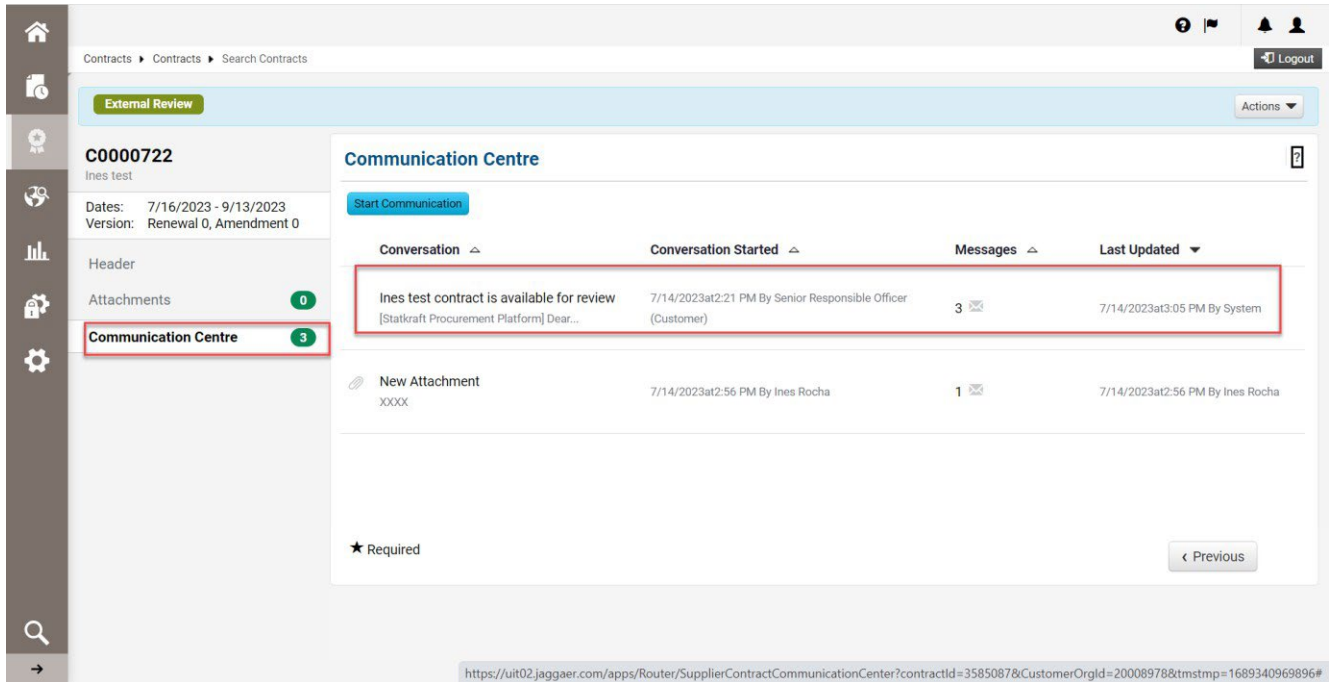 Contracts ▸ Contracts ▸ Search Contracts
Logout
External Review
Actions
C0000722
Ines test
Dates: 7/16/2023 - 9/13/2023
Version: Renewal 0, Amendment 0
Header
Attachments 0
Communication Centre 3
Communication Centre
?
Start Communication
Conversation Conversation Started Messages Last Updated
Ines test contract is available for review 7/14/2023at2:21 PM By Senior Responsible Officer 3 7/14/2023at3:05 PM By System
[Statkraft Procurement Platform] Dear... (Customer)
New Attachment 7/14/2023at2:56 PM By Ines Rocha 1 7/14/2023at2:56 PM By Ines Rocha
XXXX
★ Required
‹ Previous
https://uit02.jaggaer.com/apps/Router/SupplierContractCommunicationCenter?contractId=3585087&CustomerOrgId=20008978&tmstmp=1689340969896#